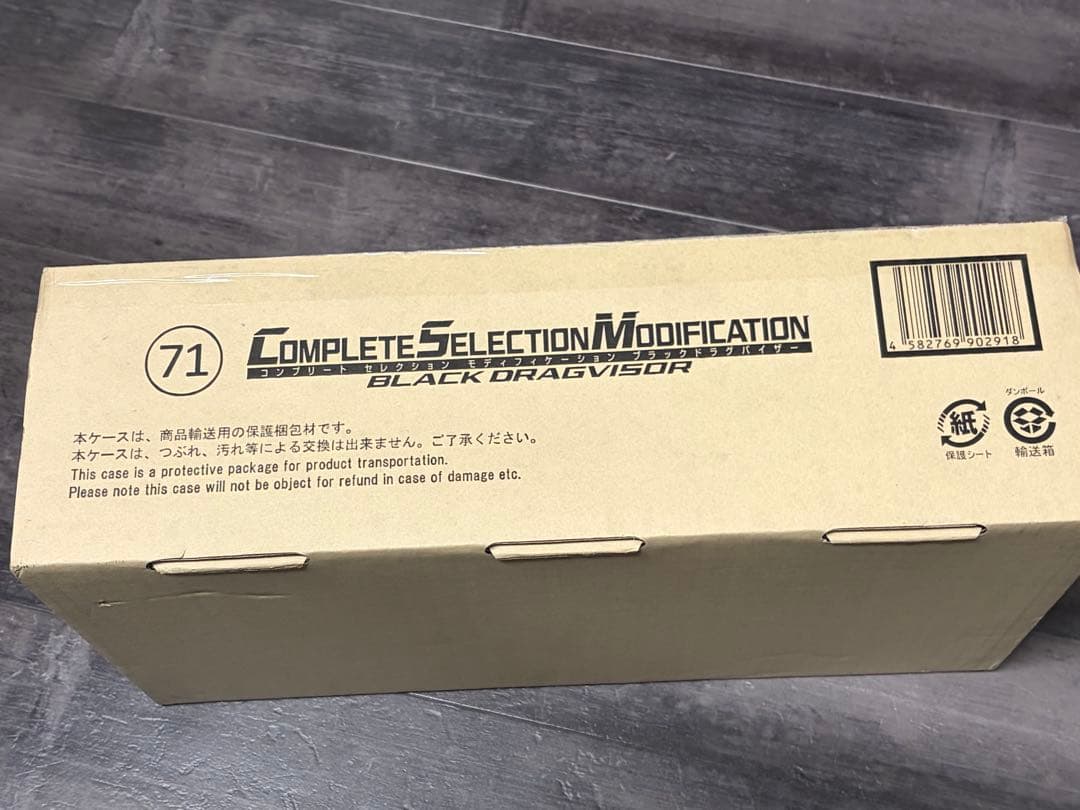 71
COMPLETE SELECTION MODIFICATION
コンプリート セレクション モディフィケーション ブラックドラグバイザー
BLACK DRAGVISOR
4 582769 902918
本ケースは、商品輸送用の保護梱包材です。
本ケースは、つぶれ、汚れ等による交換は出来ません。ご了承ください。
This case is a protective package for product transportation.
Please note this case will not be object for refund in case of damage etc.
紙
保護シート
ダンボール
輸送箱